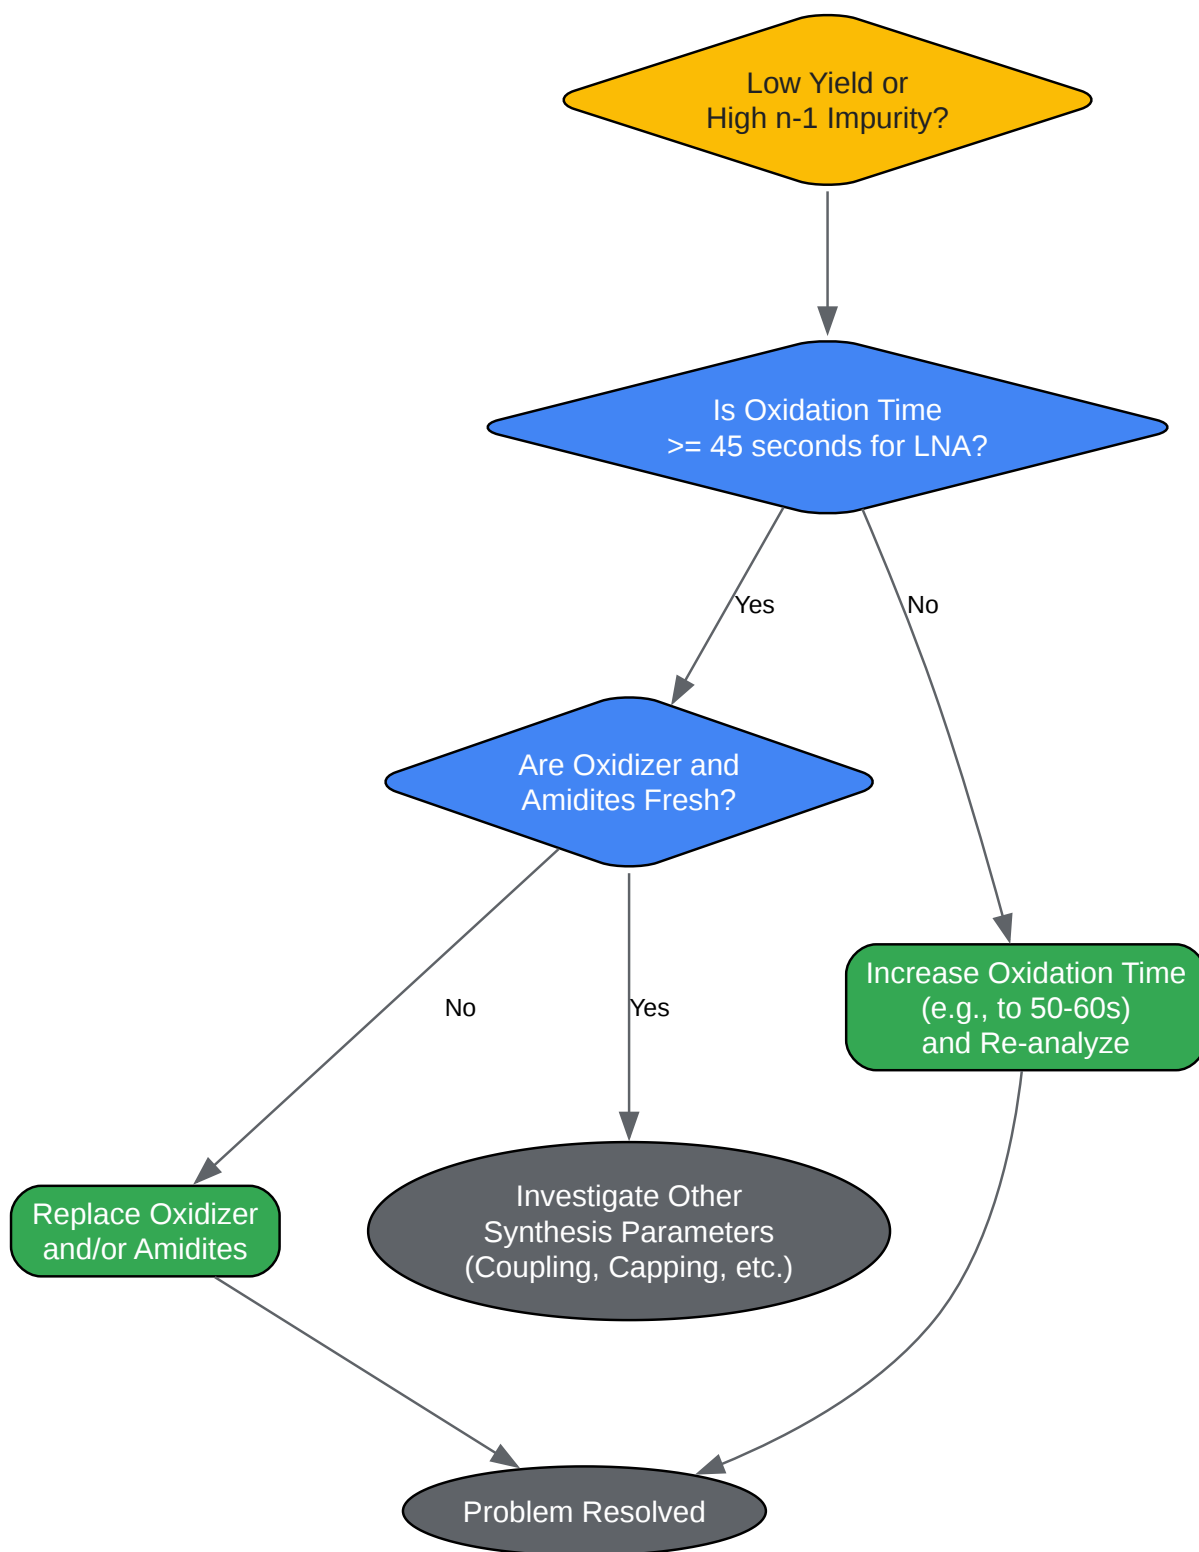 Low Yield or
High n-1 Impurity?
Is Oxidation Time
>= 45 seconds for LNA?
Yes
No
Are Oxidizer and
Amidites Fresh?
No
Yes
Increase Oxidation Time
(e.g., to 50-60s)
and Re-analyze
Replace Oxidizer
and/or Amidites
Investigate Other
Synthesis Parameters
(Coupling, Capping, etc.)
Problem Resolved